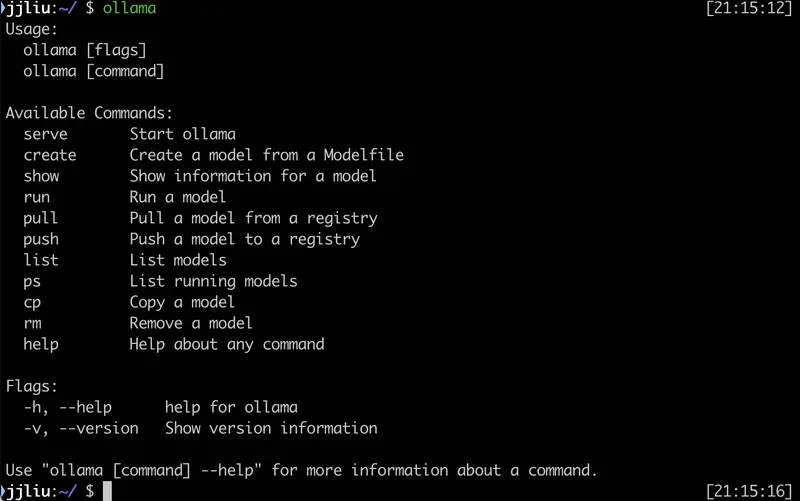 jjliu:~/ $ ollama [21:15:12]
Usage:
  ollama [flags]
  ollama [command]

Available Commands:
  serve       Start ollama
  create      Create a model from a Modelfile
  show        Show information for a model
  run         Run a model
  pull        Pull a model from a registry
  push        Push a model to a registry
  list        List models
  ps          List running models
  cp          Copy a model
  rm          Remove a model
  help        Help about any command

Flags:
  -h, --help      help for ollama
  -v, --version   Show version information

Use "ollama [command] --help" for more information about a command.
jjliu:~/ $ [21:15:16]